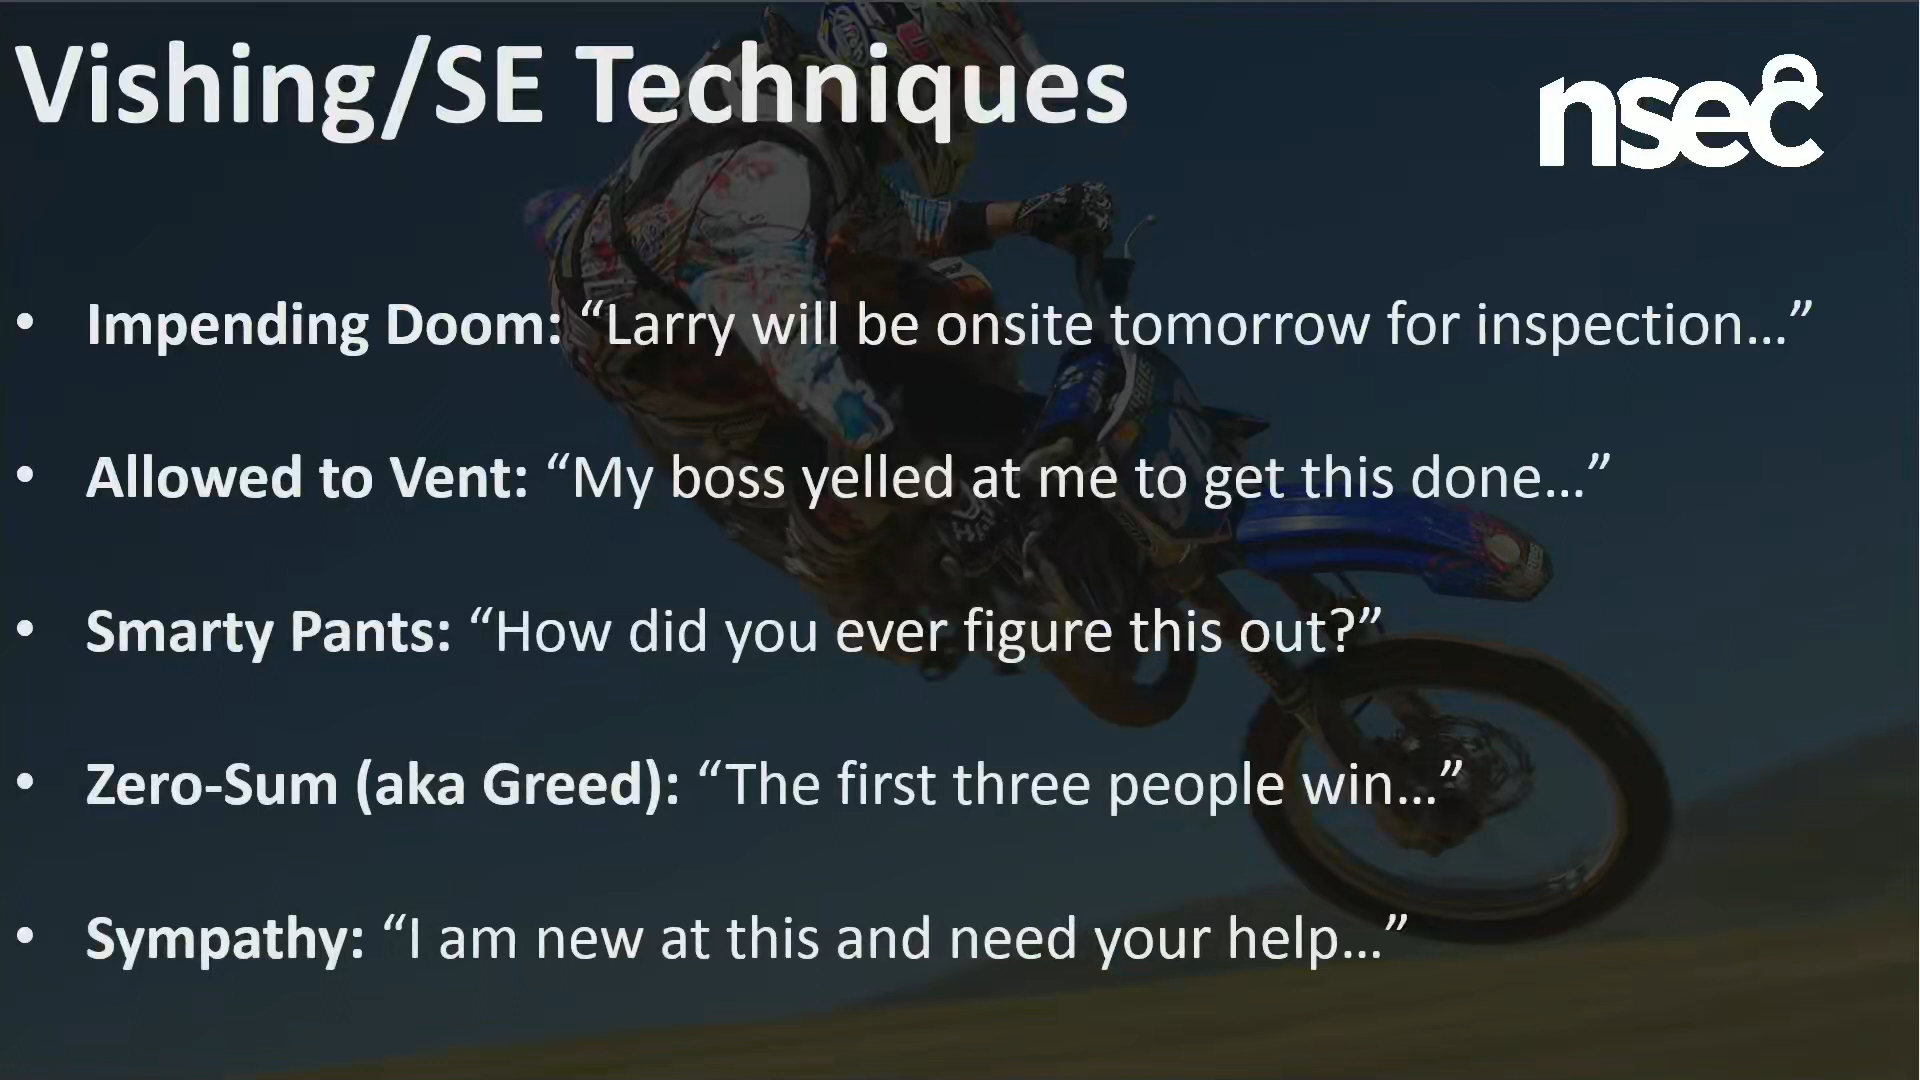 Vishing/SE Techniques
nsec
• Impending Doom: “Larry will be onsite tomorrow for inspection…”
• Allowed to Vent: “My boss yelled at me to get this done…”
• Smarty Pants: “How did you ever figure this out?”
• Zero-Sum (aka Greed): “The first three people win…”
• Sympathy: “I am new at this and need your help…”